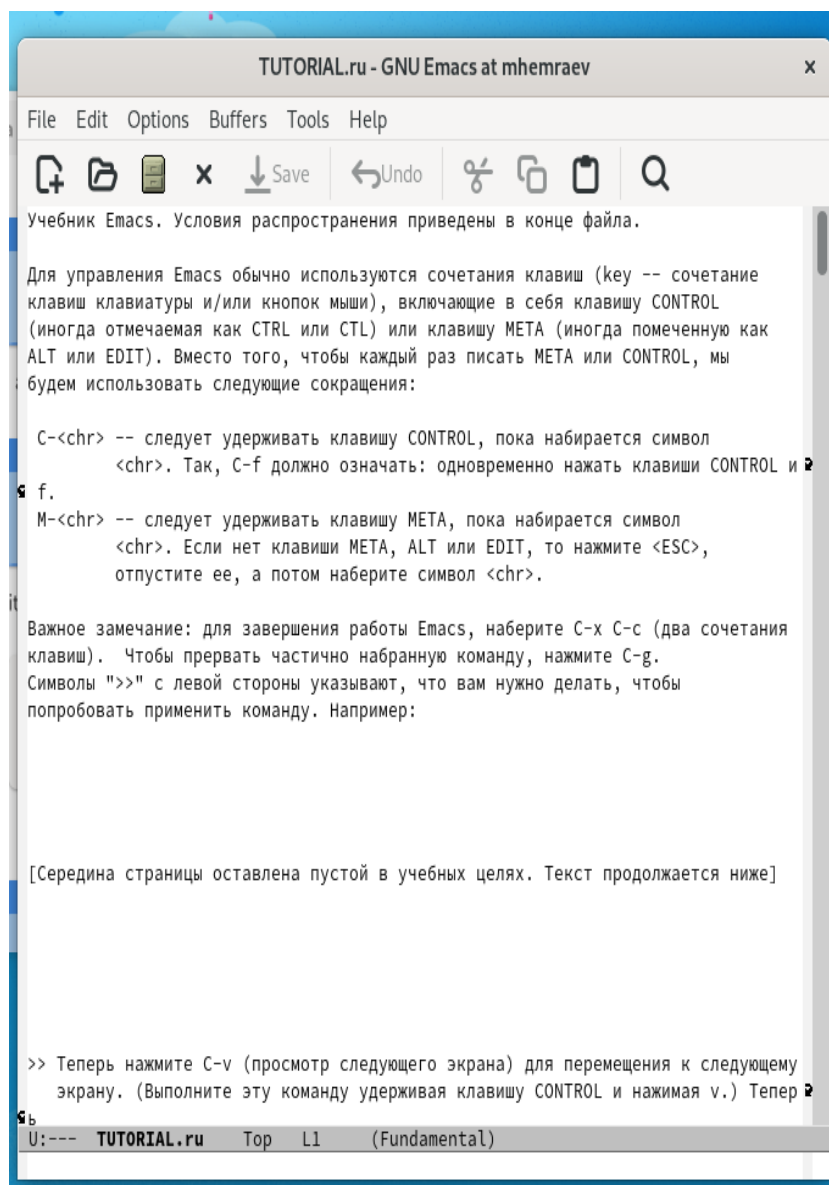 TUTORIAL.ru - GNU Emacs at mhemraev
File Edit Options Buffers Tools Help
Save Undo
Учебник Emacs. Условия распространения приведены в конце файла.
Для управления Emacs обычно используются сочетания клавиш (key -- сочетание
клавиш клавиатуры и/или кнопок мыши), включающие в себя клавишу CONTROL
(иногда отмечаемая как CTRL или CTL) или клавишу META (иногда помеченную как
ALT или EDIT). Вместо того, чтобы каждый раз писать META или CONTROL, мы
будем использовать следующие сокращения:
C-<chr> -- следует удерживать клавишу CONTROL, пока набирается символ
<chr>. Так, C-f должно означать: одновременно нажать клавиши CONTROL и
f.
M-<chr> -- следует удерживать клавишу META, пока набирается символ
<chr>. Если нет клавиши META, ALT или EDIT, то нажмите <ESC>,
отпустите ее, а потом наберите символ <chr>.
Важное замечание: для завершения работы Emacs, наберите C-x C-c (два сочетания
клавиш). Чтобы прервать частично набранную команду, нажмите C-g.
Символы ">>" с левой стороны указывают, что вам нужно делать, чтобы
попробовать применить команду. Например:
[Середина страницы оставлена пустой в учебных целях. Текст продолжается ниже]
>> Теперь нажмите C-v (просмотр следующего экрана) для перемещения к следующему
экрану. (Выполните эту команду удерживая клавишу CONTROL и нажимая v.) Тепер
ь
U:--- TUTORIAL.ru Top L1 (Fundamental)